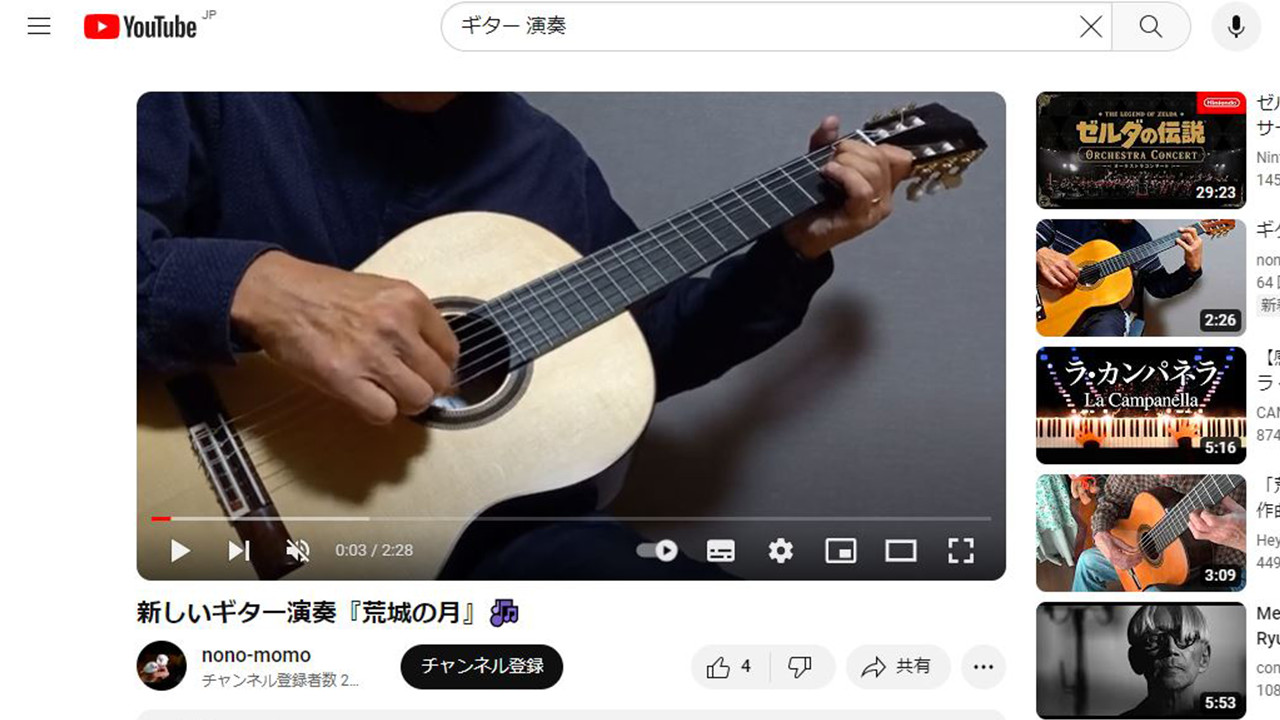 YouTube JP
ギター 演奏
0:03 / 2:28
新しいギター演奏『荒城の月』
nono-momo
チャンネル登録者数 2...
チャンネル登録
4
共有
Nintendo
THE LEGEND OF ZELDA
ゼルダの伝説
ORCHESTRA CONCERT
オーケストラコンサート
29:23
ゼル
サー
Nin
145
2:26
ギタ
non
64
ラ・カンパネラ
La Campanella
5:16
ラ・
CAN
874
3:09
「荒
作曲
Hey
449
5:53
Me
Ryu
com
108